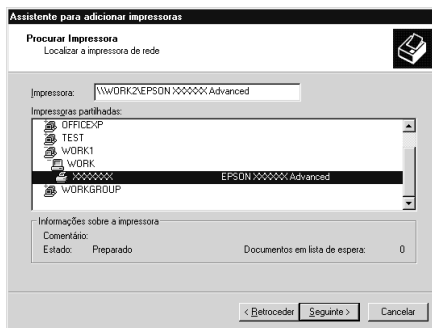 Assistente para adicionar impressoras
Procurar Impressora
Localizar a impressora de rede
Impressora: \\WORK2\EPSON XXXXXX Advanced
Impressoras partilhadas:
OFFICEXP
TEST
WORK1
WORK
XXXXXXX EPSON XXXXXX Advanced
WORKGROUP
Informações sobre a impressora
Comentário:
Estado: Preparado Documentos em lista de espera: 0
< Retroceder Seguinte > Cancelar